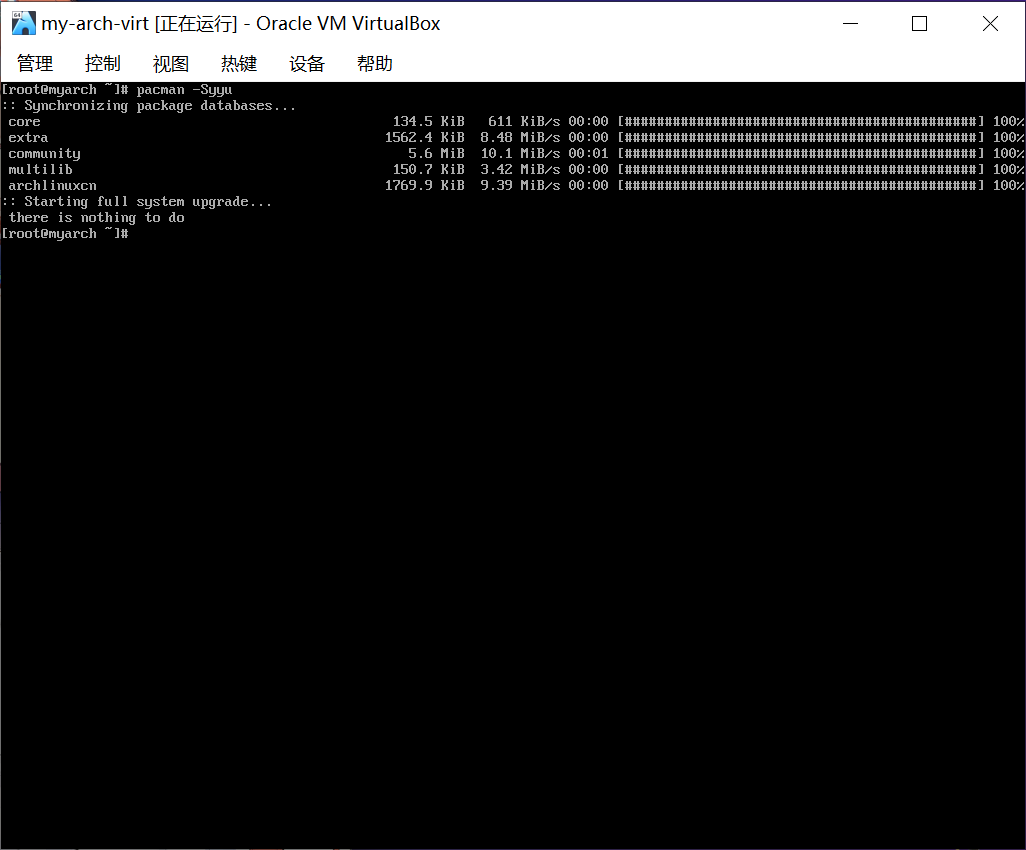 my-arch-virt [正在运行] - Oracle VM VirtualBox
管理 控制 视图 热键 设备 帮助
[root@myarch ~]# pacman -Syyu
:: Synchronizing package databases...
core 134.5 KiB 611 KiB/s 00:00 [############################################] 100%
extra 1562.4 KiB 8.48 MiB/s 00:00 [############################################] 100%
community 5.6 MiB 10.1 MiB/s 00:01 [############################################] 100%
multilib 150.7 KiB 3.42 MiB/s 00:00 [############################################] 100%
archlinuxcn 1769.9 KiB 9.39 MiB/s 00:00 [############################################] 100%
:: Starting full system upgrade...
there is nothing to do
[root@myarch ~]#